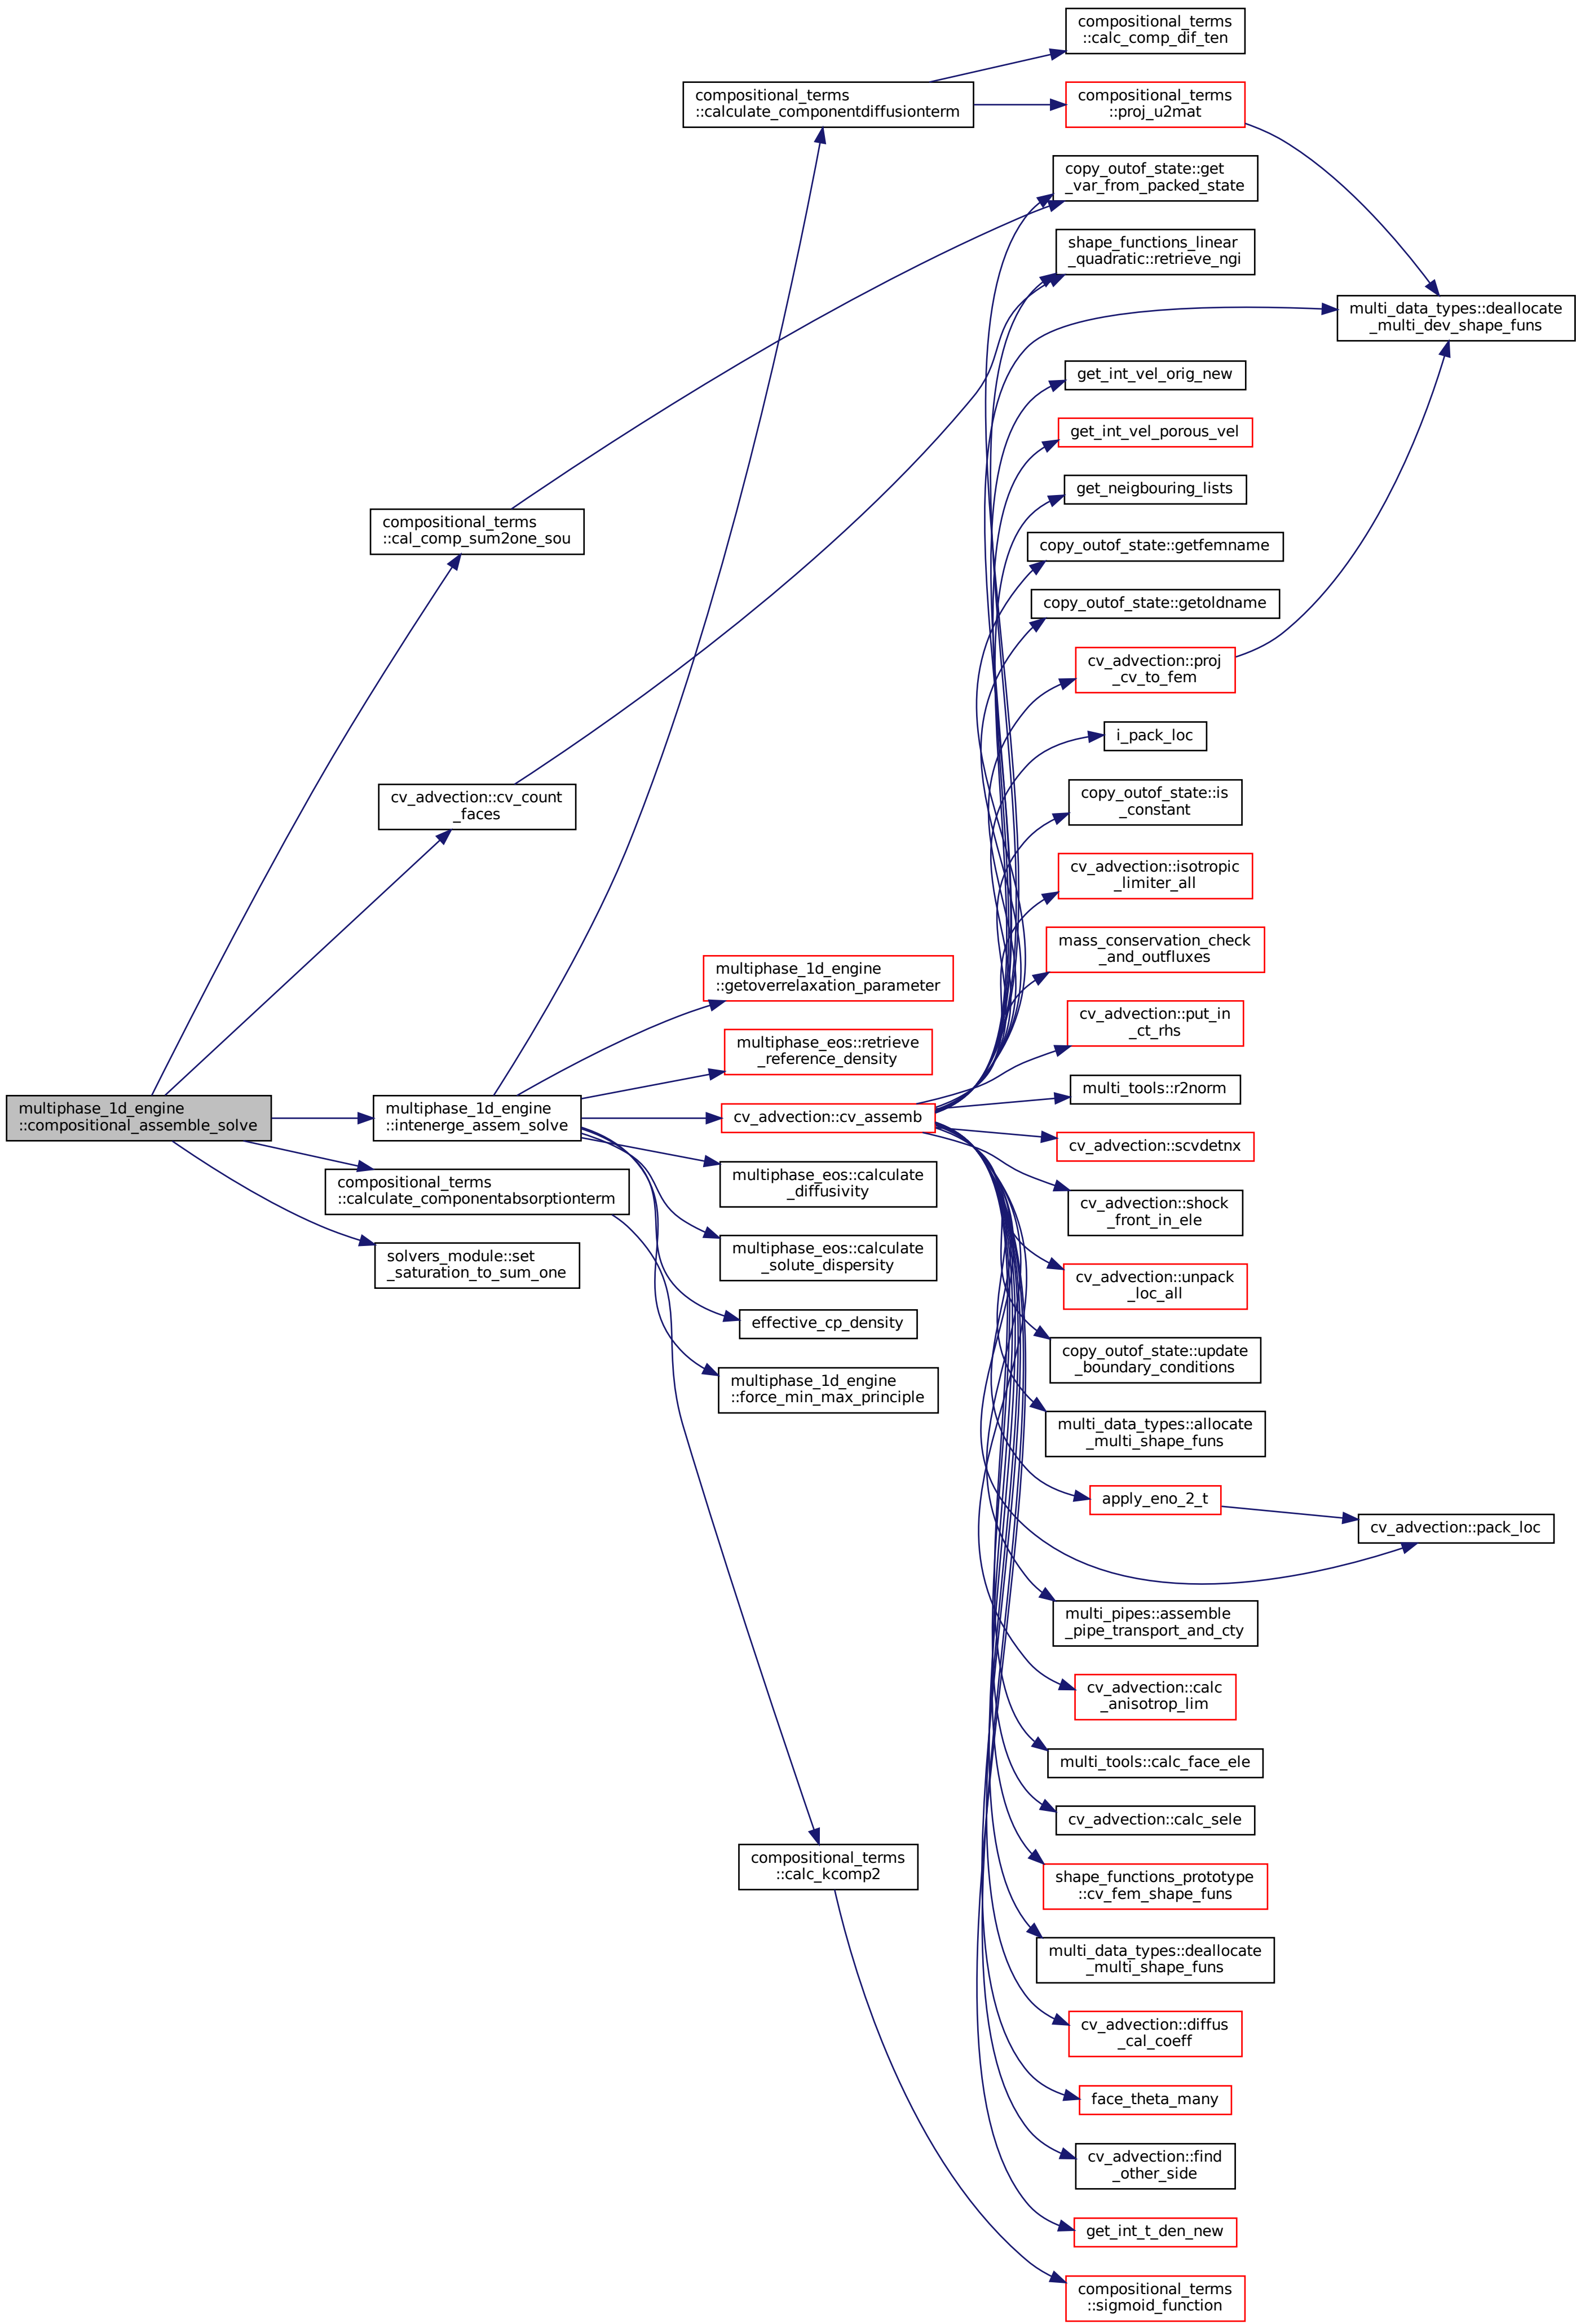 compositional_terms
::calc_comp_dif_ten
compositional_terms
::calculate_componentdiffusionterm
compositional_terms
::proj_u2mat
copy_outof_state::get
_var_from_packed_state
shape_functions_linear
_quadratic::retrieve_ngi
multi_data_types::deallocate
_multi_dev_shape_funs
get_int_vel_orig_new
get_int_vel_porous_vel
get_neigbouring_lists
compositional_terms
::cal_comp_sum2one_sou
copy_outof_state::getfemname
copy_outof_state::getoldname
cv_advection::proj
_cv_to_fem
i_pack_loc
cv_advection::cv_count
_faces
copy_outof_state::is
_constant
cv_advection::isotropic
_limiter_all
mass_conservation_check
_and_outfluxes
multiphase_1d_engine
::getoverrelaxation_parameter
cv_advection::put_in
_ct_rhs
multiphase_eos::retrieve
_reference_density
multi_tools::r2norm
multiphase_1d_engine
::compositional_assemble_solve
multiphase_1d_engine
::intenerge_assem_solve
cv_advection::cv_assemb
cv_advection::scvdetnx
compositional_terms
::calculate_componentabsorptionterm
multiphase_eos::calculate
_diffusivity
cv_advection::shock
_front_in_ele
solvers_module::set
_saturation_to_sum_one
multiphase_eos::calculate
_solute_dispersity
cv_advection::unpack
_loc_all
effective_cp_density
copy_outof_state::update
_boundary_conditions
multiphase_1d_engine
::force_min_max_principle
multi_data_types::allocate
_multi_shape_funs
apply_eno_2_t
cv_advection::pack_loc
multi_pipes::assemble
_pipe_transport_and_cty
cv_advection::calc
_anisotrop_lim
multi_tools::calc_face_ele
cv_advection::calc_sele
compositional_terms
::calc_kcomp2
shape_functions_prototype
::cv_fem_shape_funs
multi_data_types::deallocate
_multi_shape_funs
cv_advection::diffus
_cal_coeff
face_theta_many
cv_advection::find
_other_side
get_int_t_den_new
compositional_terms
::sigmoid_function